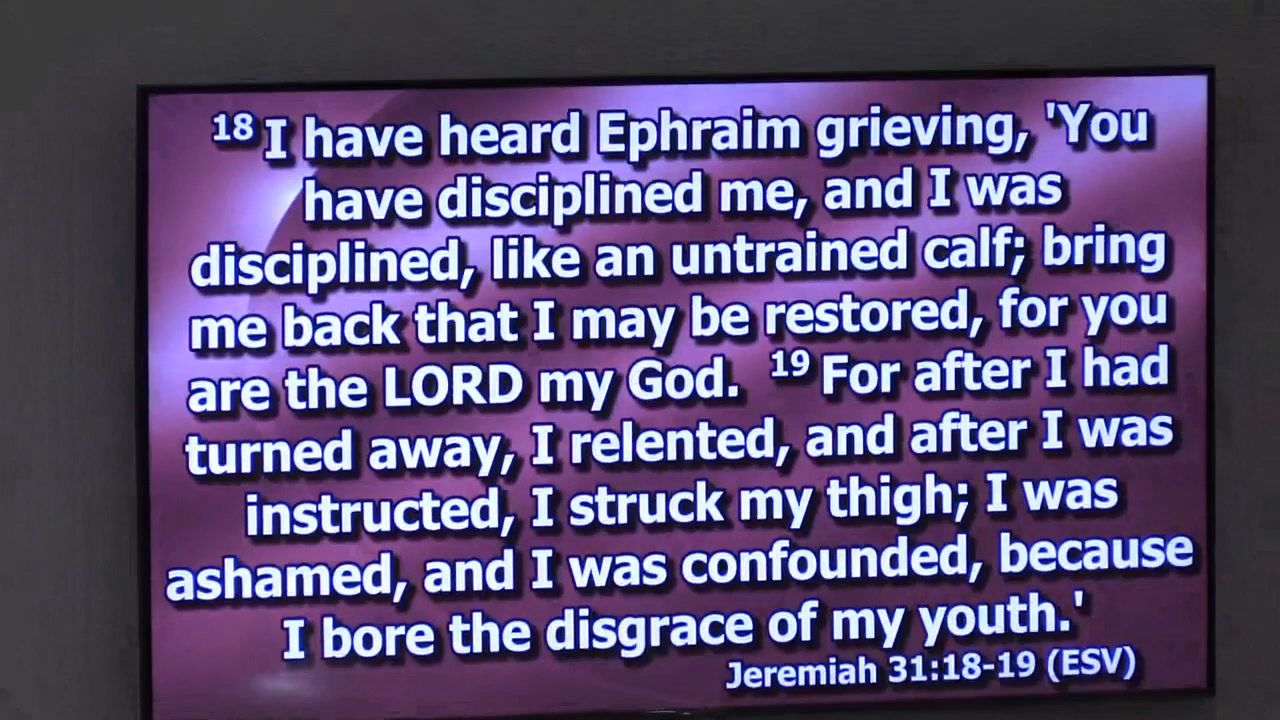 18 I have heard Ephraim grieving, 'You
have disciplined me, and I was
disciplined, like an untrained calf; bring
me back that I may be restored, for you
are the LORD my God. 19 For after I had
turned away, I relented, and after I was
instructed, I struck my thigh; I was
ashamed, and I was confounded, because
I bore the disgrace of my youth.'
Jeremiah 31:18-19 (ESV)